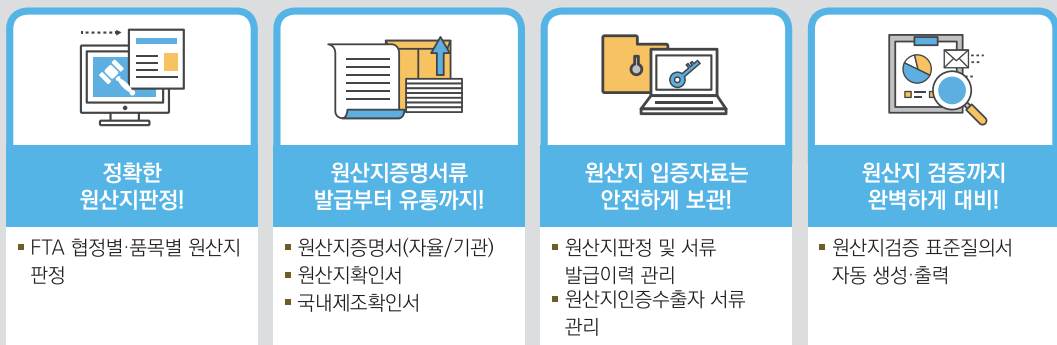 정확한
원산지판정!
▪ FTA 협정별·품목별 원산지
판정
원산지증명서류
발급부터 유통까지!
▪ 원산지증명서(자율/기관)
▪ 원산지확인서
▪ 국내제조확인서
원산지 입증자료는
안전하게 보관!
▪ 원산지판정 및 서류
발급이력 관리
▪ 원산지인증수출자 서류
관리
원산지 검증까지
완벽하게 대비!
▪ 원산지검증 표준질의서
자동 생성·출력